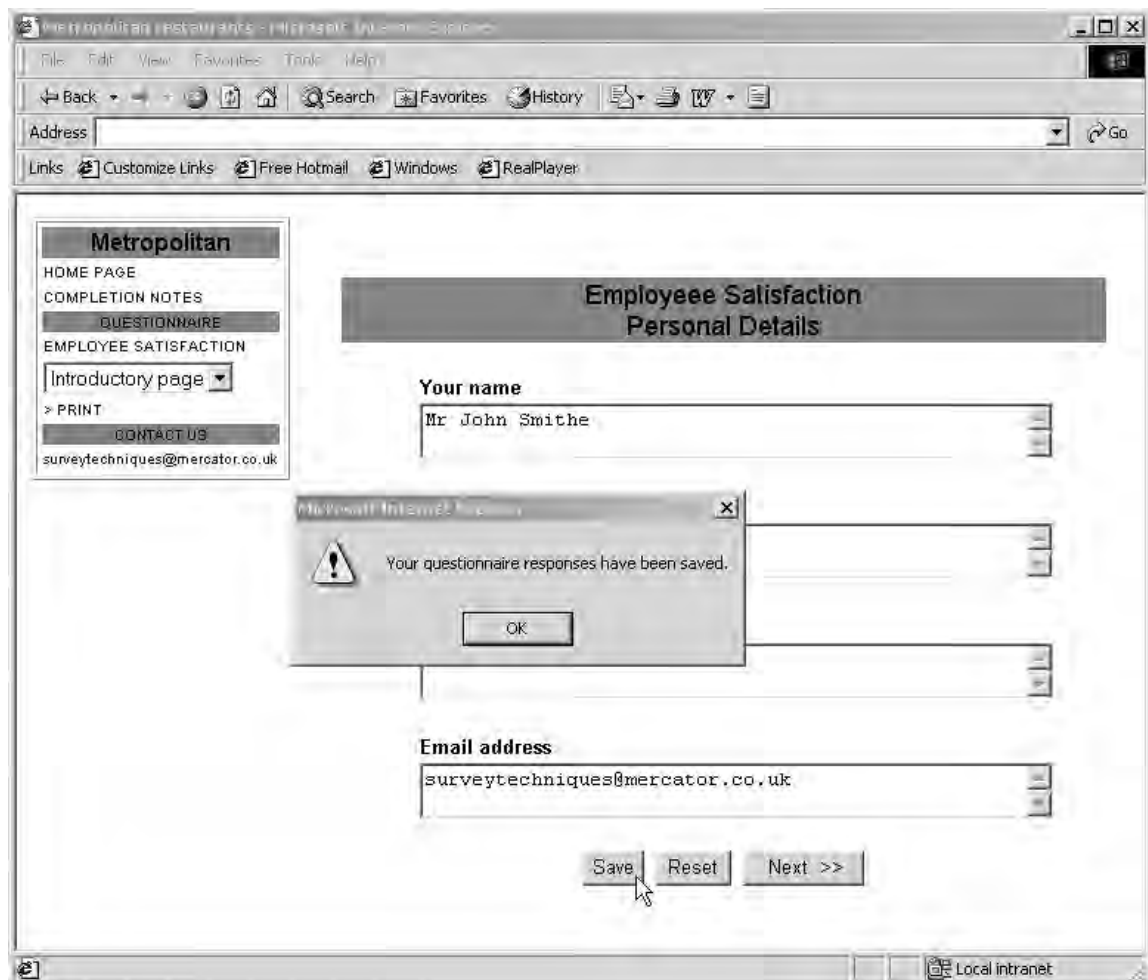 Metropolitan restaurants - Microsoft Internet Explorer
File Edit View Favorites Tools Help
Back Search Favorites History
Address Go
Links Customize Links Free Hotmail Windows RealPlayer
Metropolitan
HOME PAGE
COMPLETION NOTES
QUESTIONNAIRE
EMPLOYEE SATISFACTION
Introductory page
> PRINT
CONTACT US
surveytechniques@mercator.co.uk
Employeee Satisfaction
Personal Details
Your name
Mr John Smithe
Microsoft Internet Explorer
Your questionnaire responses have been saved.
OK
Email address
surveytechniques@mercator.co.uk
Save Reset Next >>
Local intranet